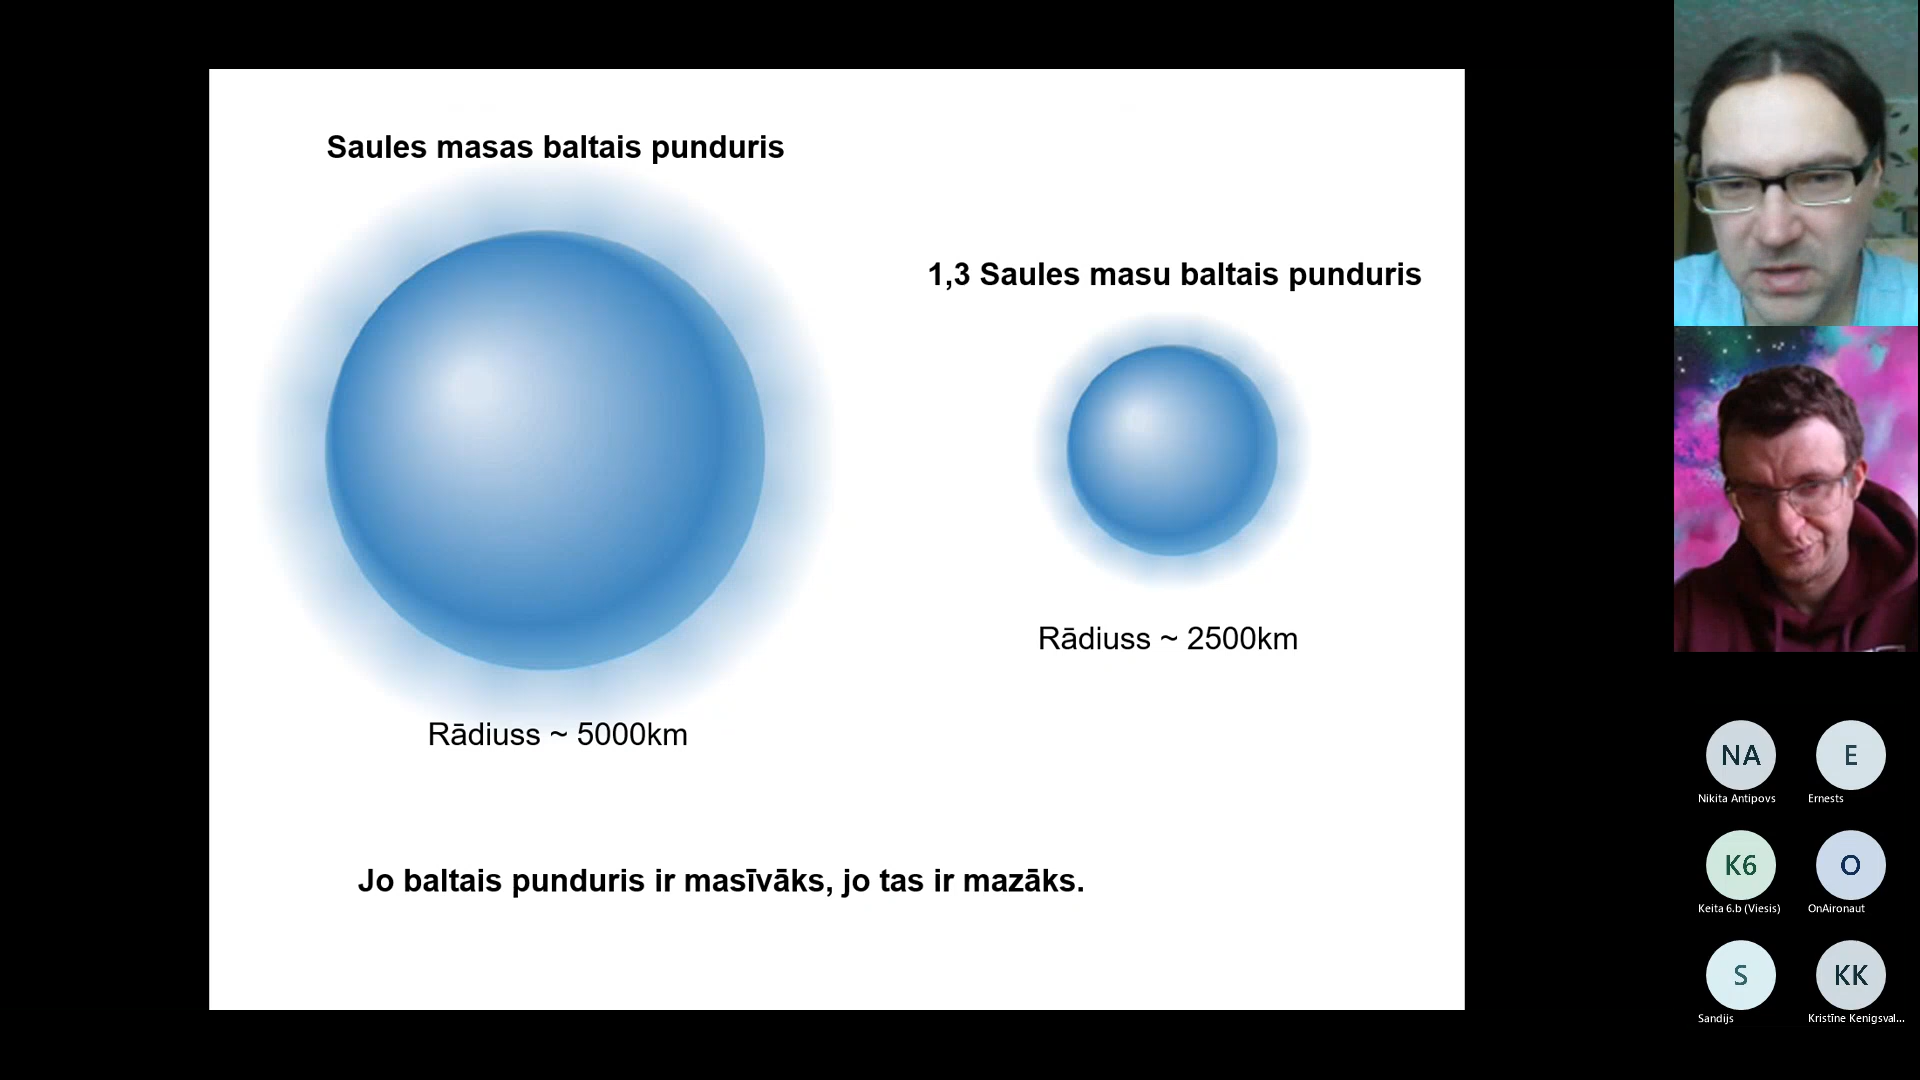 Saules masas baltais punduris
1,3 Saules masu baltais punduris
Rādiuss ~ 2500km
Rādiuss ~ 5000km
Jo baltais punduris ir masīvāks, jo tas ir mazāks.
NA
E
Nikita Antipovs
Ernests
K6
O
Keita 6.b (Viesis)
OnAironaut
S
KK
Sandijs
Kristīne Kenigsval...